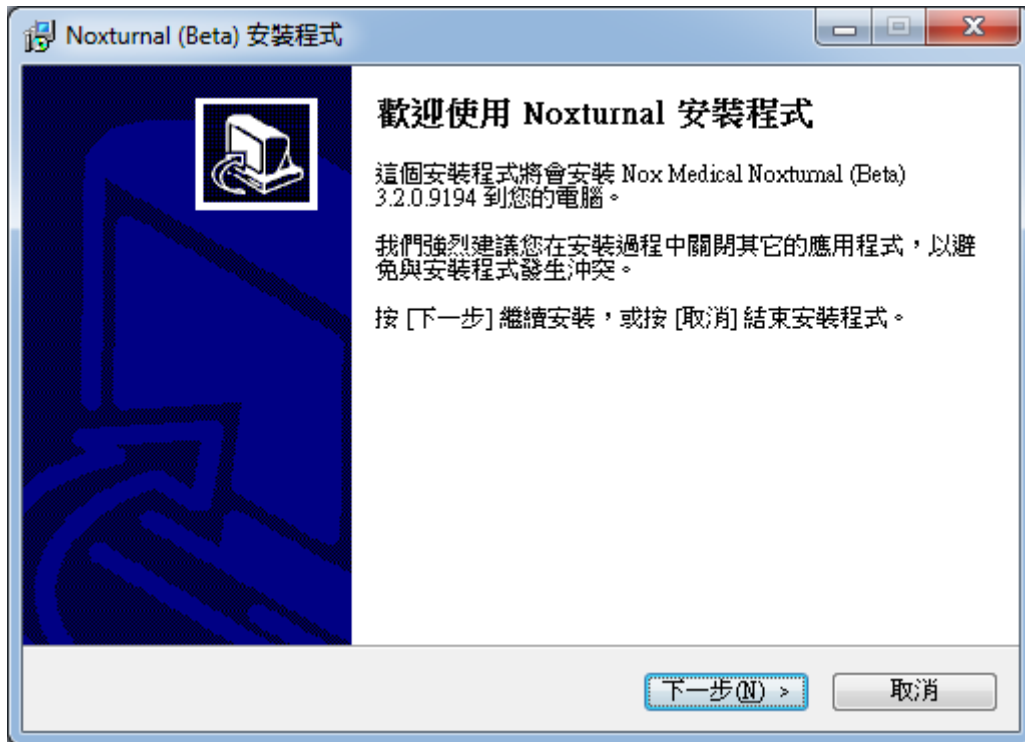 Noxturnal (Beta) 安裝程式
歡迎使用 Noxturnal 安裝程式
這個安裝程式將會安裝 Nox Medical Noxturnal (Beta)
3.2.0.9194 到您的電腦。
我們強烈建議您在安裝過程中關閉其它的應用程式，以避
免與安裝程式發生沖突。
按 [下一步] 繼續安裝，或按 [取消] 結束安裝程式。
下一步(N) >
取消